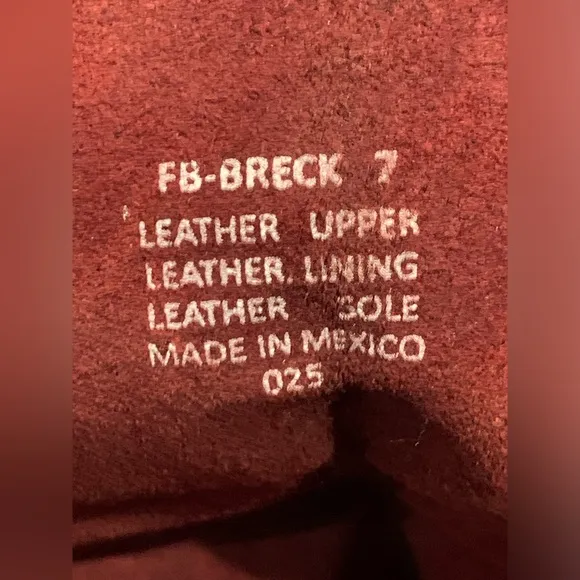 FB-BRECK 7
LEATHER UPPER
LEATHER LINING
LEATHER SOLE
MADE IN MEXICO
025